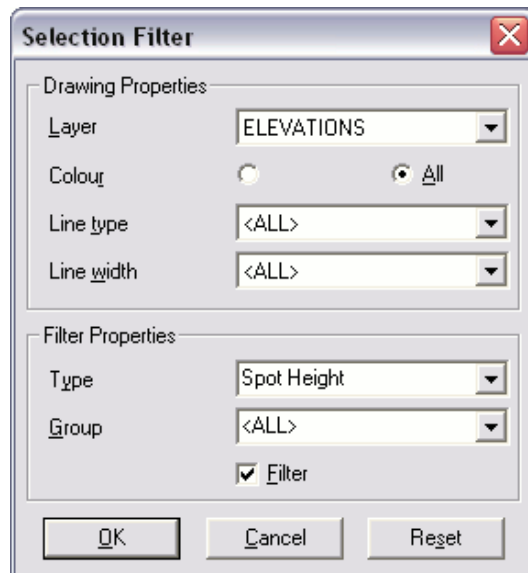 Selection Filter
Drawing Properties
Layer ELEVATIONS
Colour All
Line type <ALL>
Line width <ALL>
Filter Properties
Type Spot Height
Group <ALL>
Filter
OK Cancel Reset